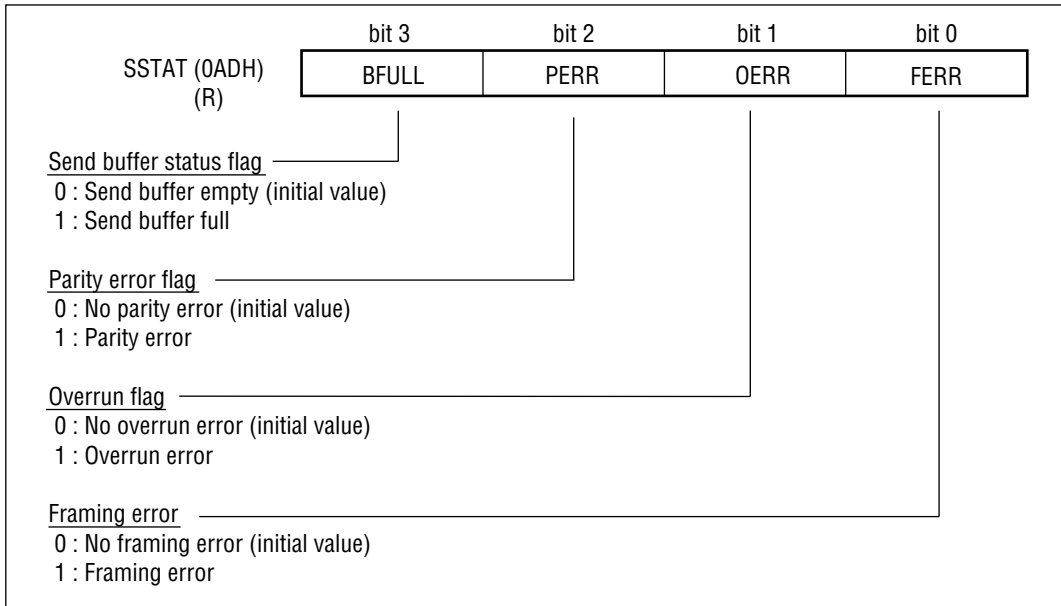 bit 3 bit 2 bit 1 bit 0
SSTAT (0ADH) BFULL PERR OERR FERR
(R)
Send buffer status flag
0 : Send buffer empty (initial value)
1 : Send buffer full
Parity error flag
0 : No parity error (initial value)
1 : Parity error
Overrun flag
0 : No overrun error (initial value)
1 : Overrun error
Framing error
0 : No framing error (initial value)
1 : Framing error